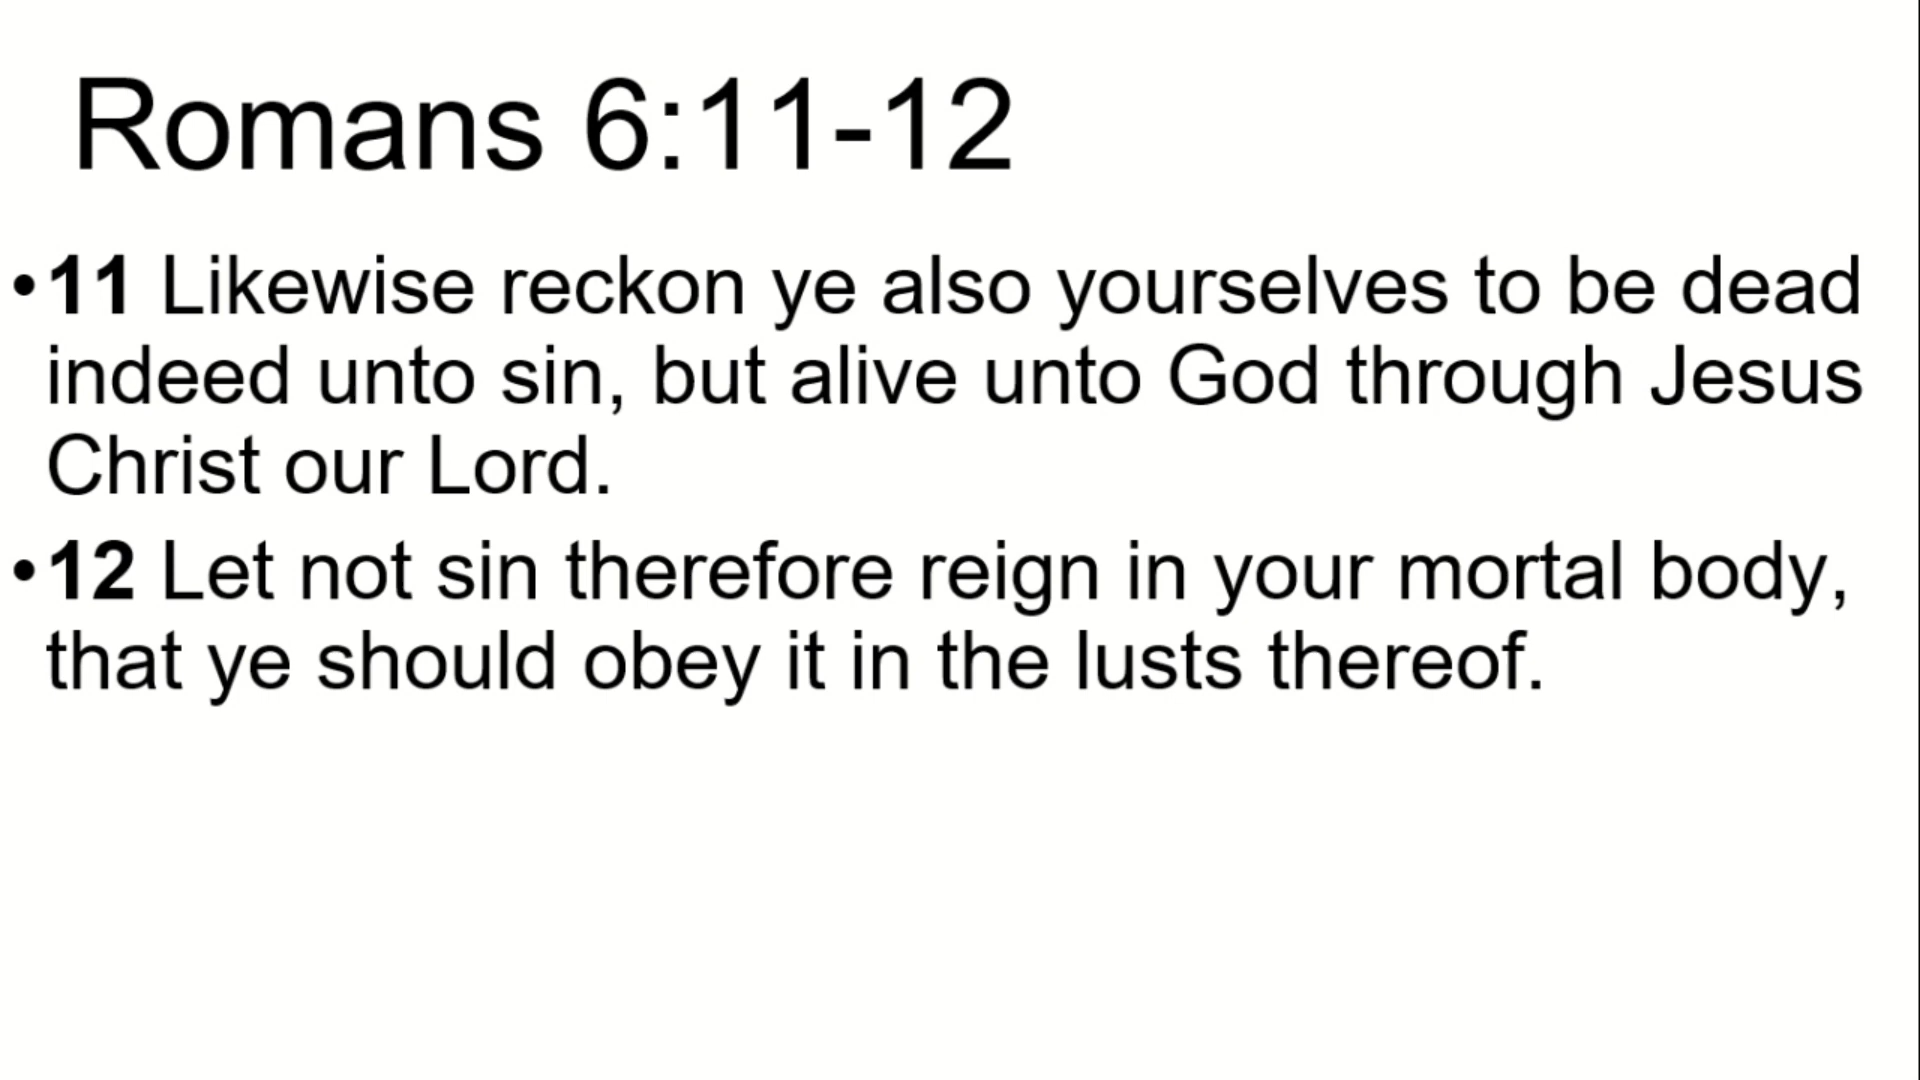 Romans 6:11-12
•11 Likewise reckon ye also yourselves to be dead
indeed unto sin, but alive unto God through Jesus
Christ our Lord.
•12 Let not sin therefore reign in your mortal body,
that ye should obey it in the lusts thereof.